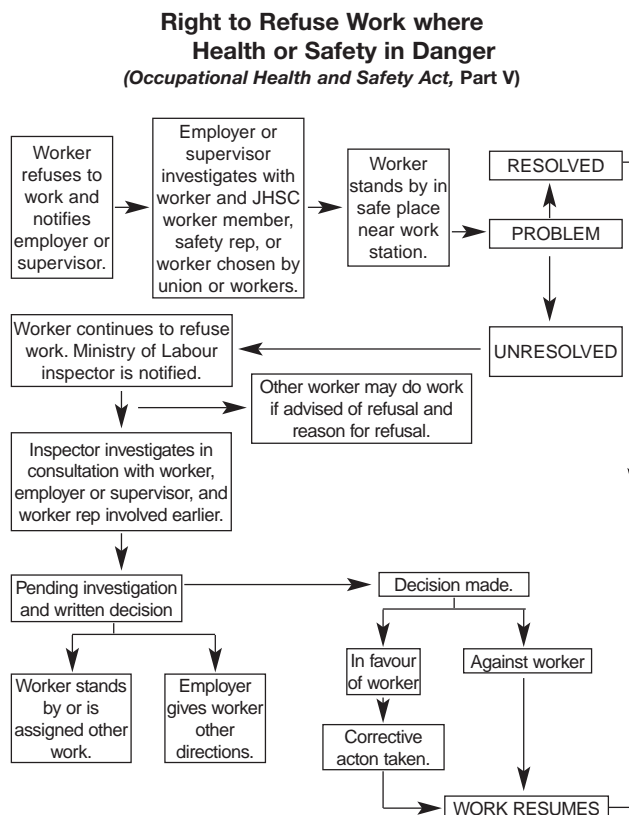 Right to Refuse Work where
Health or Safety in Danger
(Occupational Health and Safety Act, Part V)
Worker
refuses to
work and
notifies
employer or
supervisor.
Employer or
supervisor
investigates with
worker and JHSC
worker member,
safety rep, or
worker chosen by
union or workers.
Worker
stands by in
safe place
near work
station.
RESOLVED
PROBLEM
UNRESOLVED
Worker continues to refuse
work. Ministry of Labour
inspector is notified.
Other worker may do work
if advised of refusal and
reason for refusal.
Inspector investigates in
consultation with worker,
employer or supervisor, and
worker rep involved earlier.
Pending investigation
and written decision
Decision made.
Worker stands
by or is
assigned other
work.
Employer
gives worker
other
directions.
In favour
of worker
Against worker
Corrective
acton taken.
WORK RESUMES